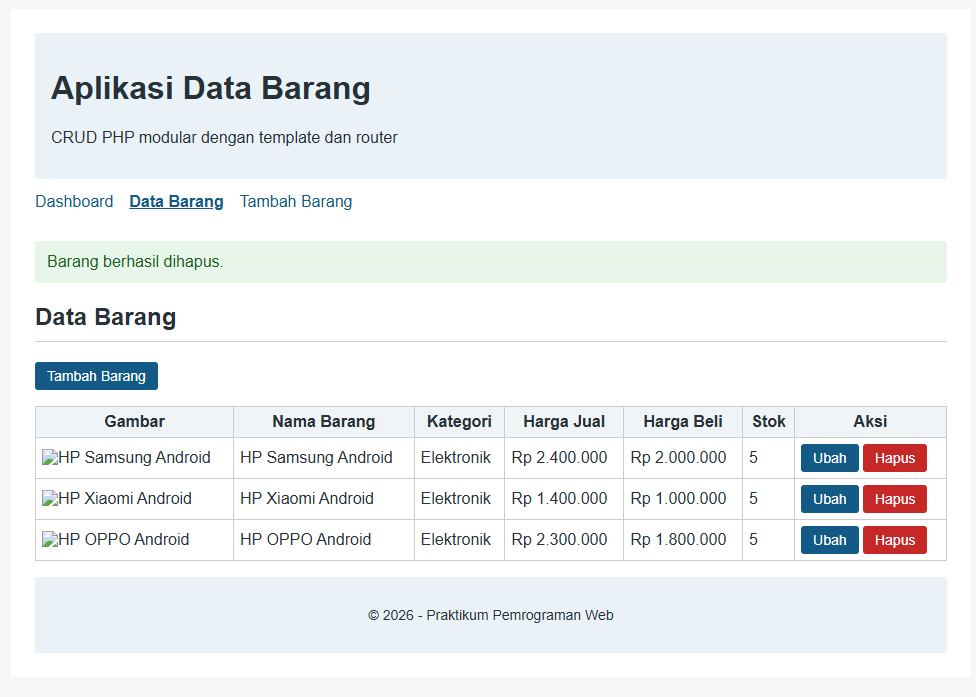 Aplikasi Data Barang
CRUD PHP modular dengan template dan router
Dashboard Data Barang Tambah Barang
Barang berhasil dihapus.
Data Barang
Tambah Barang
Gambar Nama Barang Kategori Harga Jual Harga Beli Stok Aksi
HP Samsung Android HP Samsung Android Elektronik Rp 2.400.000 Rp 2.000.000 5 Ubah Hapus
HP Xiaomi Android HP Xiaomi Android Elektronik Rp 1.400.000 Rp 1.000.000 5 Ubah Hapus
HP OPPO Android HP OPPO Android Elektronik Rp 2.300.000 Rp 1.800.000 5 Ubah Hapus
© 2026 - Praktikum Pemrograman Web